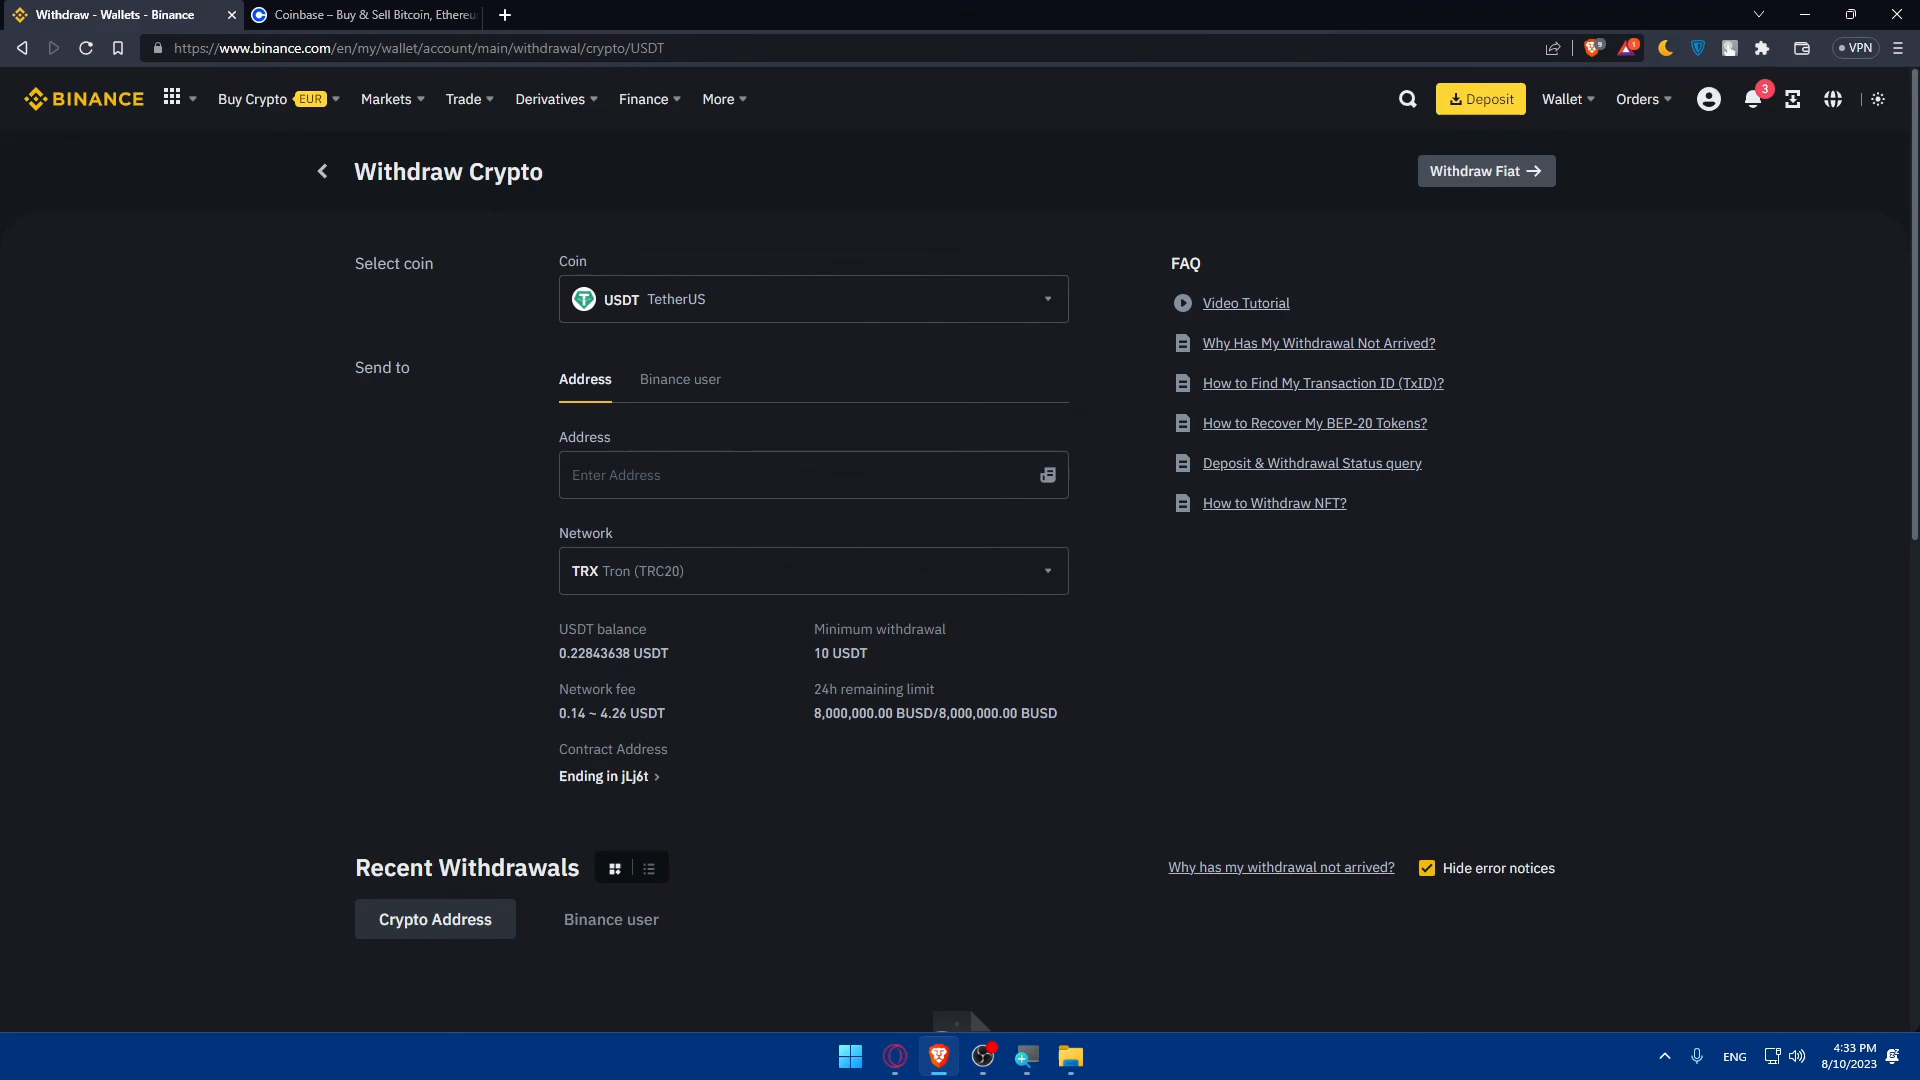 Withdraw - Wallets - Binance
Coinbase – Buy & Sell Bitcoin, Ethereu
https://www.binance.com/en/my/wallet/account/main/withdrawal/crypto/USDT
9
1
VPN
BINANCE
Buy Crypto EUR
Markets
Trade
Derivatives
Finance
More
Deposit
Wallet
Orders
3
Withdraw Crypto
Withdraw Fiat →
Select coin
Coin
USDT TetherUS
Send to
Address
Binance user
Address
Enter Address
Network
TRX Tron (TRC20)
USDT balance
0.22843638 USDT
Minimum withdrawal
10 USDT
Network fee
0.14 ~ 4.26 USDT
24h remaining limit
8,000,000.00 BUSD/8,000,000.00 BUSD
Contract Address
Ending in jLj6t >
FAQ
Video Tutorial
Why Has My Withdrawal Not Arrived?
How to Find My Transaction ID (TxID)?
How to Recover My BEP-20 Tokens?
Deposit & Withdrawal Status query
How to Withdraw NFT?
Recent Withdrawals
Why has my withdrawal not arrived?
Hide error notices
Crypto Address
Binance user
ENG
4:33 PM
8/10/2023